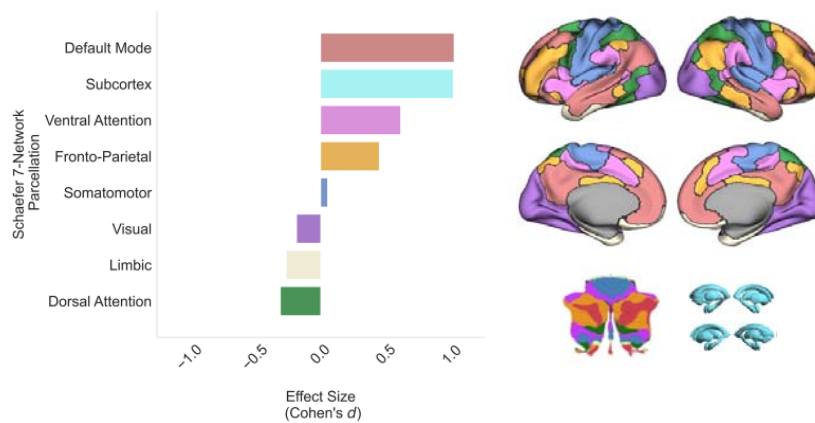 Schaefer 7-Network
Parcellation
Default Mode
Subcortex
Ventral Attention
Fronto-Parietal
Somatomotor
Visual
Limbic
Dorsal Attention
−1.0
−0.5
0.0
0.5
1.0
Effect Size
(Cohen's d)